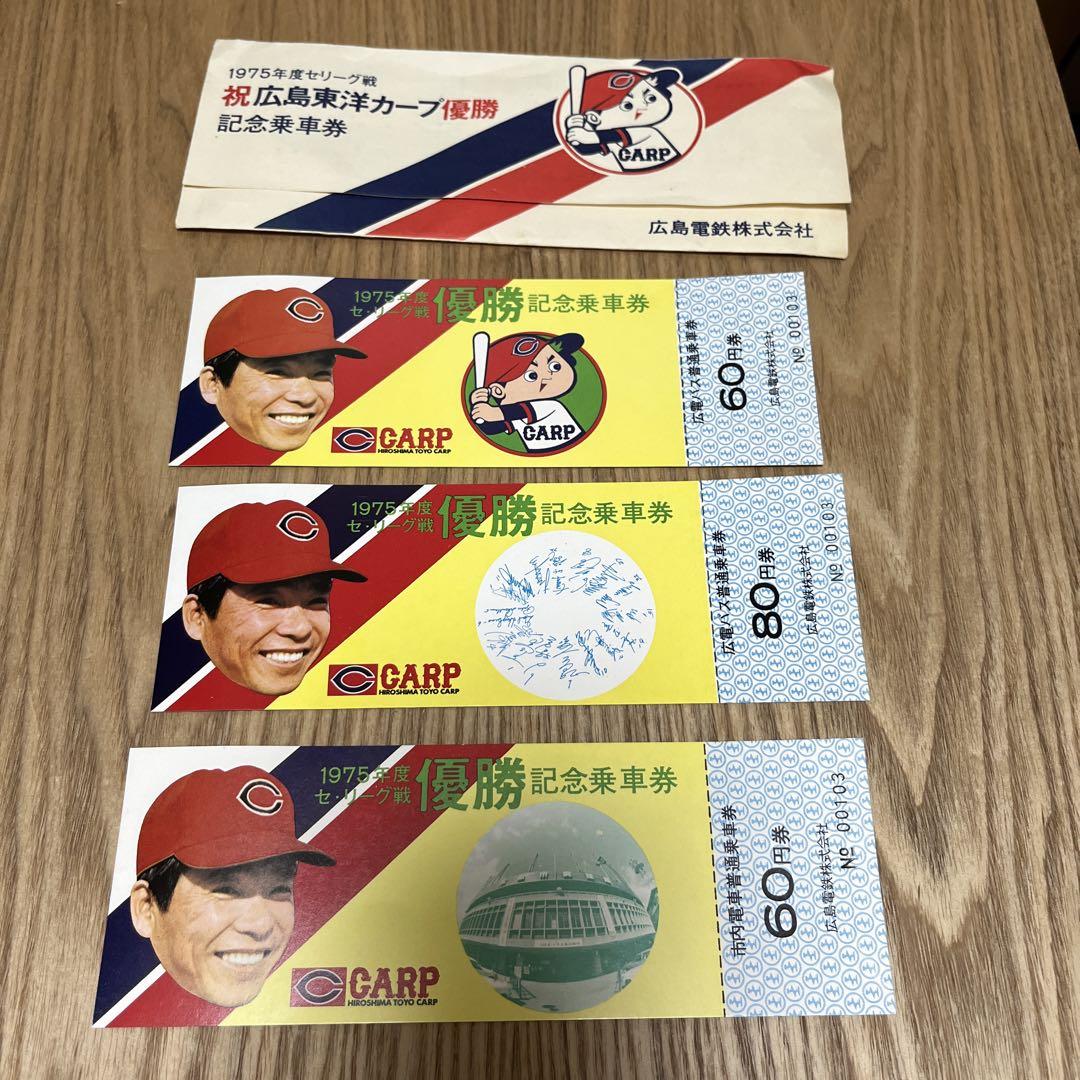 1975年度セリーグ戦
祝広島東洋カープ優勝
記念乗車券
CARP
広島電鉄株式会社
1975年度
セ・リーグ戦
優勝記念乗車券
C
C
CARP
C CARP
HIROSHIMA TOYO CARP
広電バス普通乗車券
60円券
広島電鉄株式会社
№ 00103
1975年度
セ・リーグ戦
優勝記念乗車券
C
C CARP
HIROSHIMA TOYO CARP
広電バス普通乗車券
80円券
広島電鉄株式会社
№ 00103
1975年度
セ・リーグ戦
優勝記念乗車券
C
C CARP
HIROSHIMA TOYO CARP
市内電車普通乗車券
60円券
広島電鉄株式会社
№ 00103